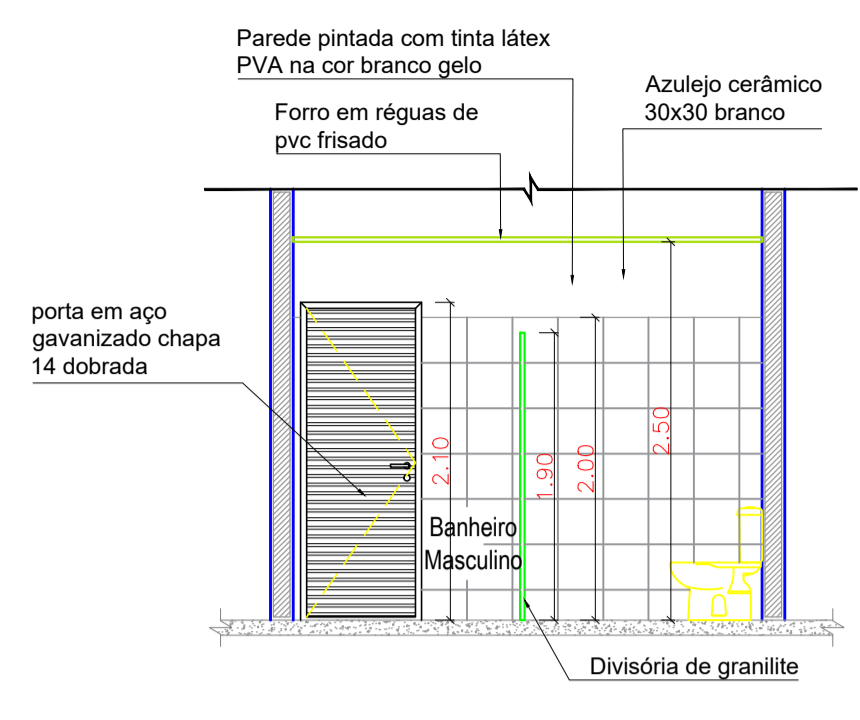 Parede pintada com tinta látex
PVA na cor branco gelo
Azulejo cerâmico
30x30 branco
Forro em réguas de
pvc frisado
porta em aço
gavanizado chapa
14 dobrada
2.10
1.90
2.00
2.50
Banheiro
Masculino
Divisória de granilite